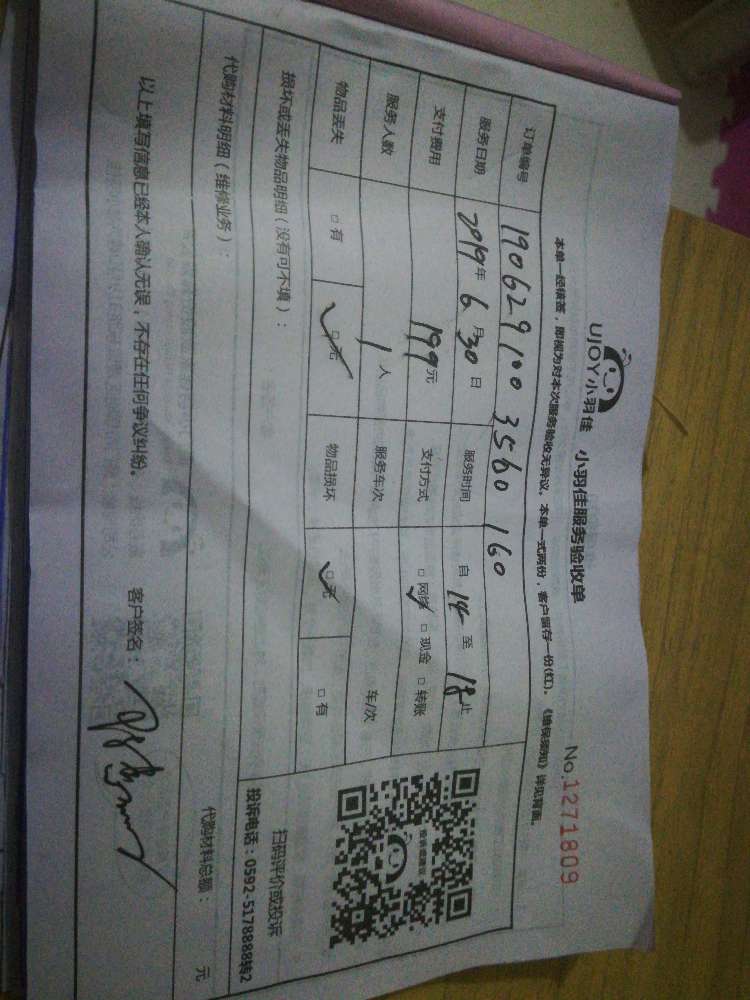 UJOY小羽佳 小羽佳服务验收单 No.1271809
本单一经核签，即视为对本次服务验收无异议。本单一式两份，客户留存一份(红)，《维保须知》详见背面。
订单编号 190629100 3560 160
服务日期 2019年 6月 30日 服务时间 自 14 至 18 止
支付费用 199元 支付方式 □ 网络 □ 现金 □ 转账
服务人数 1 人 服务车次 车/次
物品丢失 □ 有 □ 无 物品损坏 □ 无 □ 有
扫码评价或投诉
损坏或丢失物品明细（没有可不填）：
投诉电话：0592-5178888转2
代购材料明细（维修业务）：
代购材料总额： 元
以上填写信息已经本人确认无误，不存在任何争议纠纷。 客户签名：